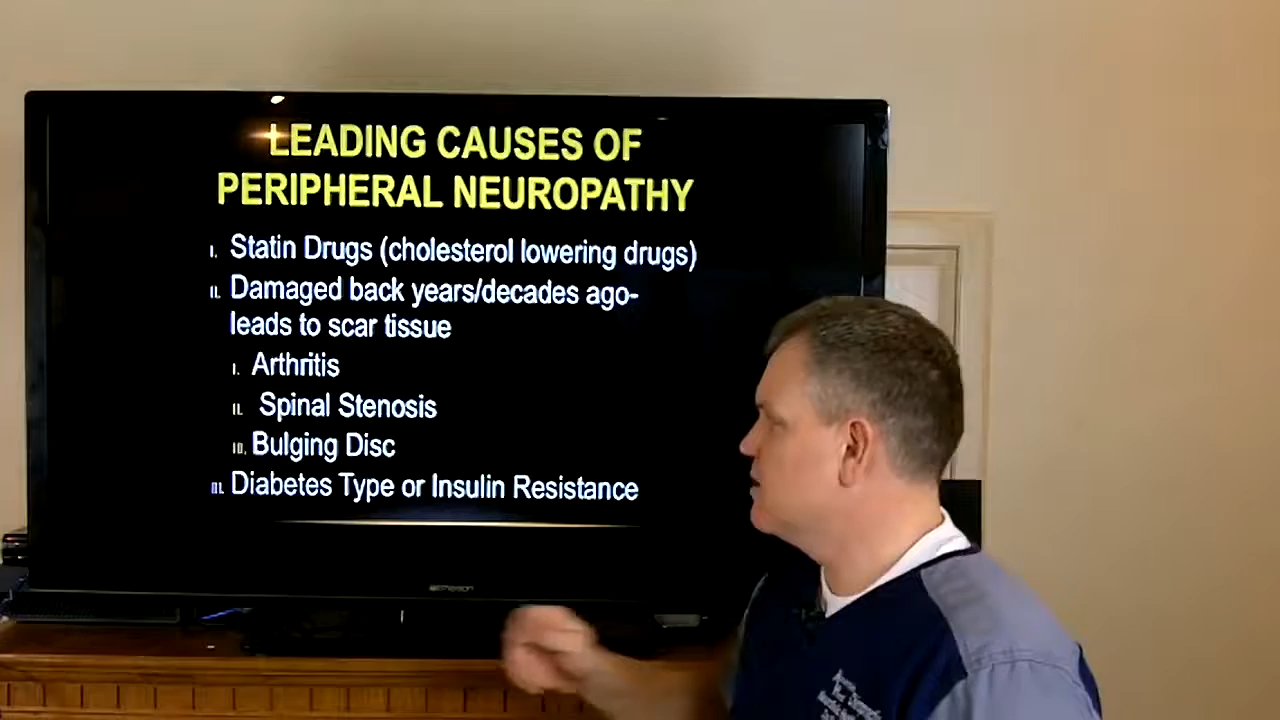 LEADING CAUSES OF
PERIPHERAL NEUROPATHY
I. Statin Drugs (cholesterol lowering drugs)
II. Damaged back years/decades ago-
leads to scar tissue
I. Arthritis
II. Spinal Stenosis
III. Bulging Disc
III. Diabetes Type or Insulin Resistance